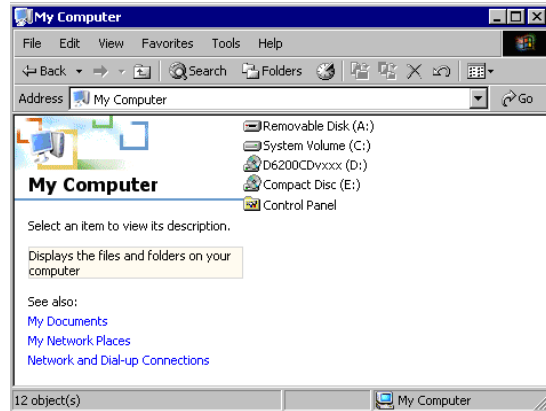 My Computer
File Edit View Favorites Tools Help
Back Search Folders
Address My Computer Go
Removable Disk (A:)
System Volume (C:)
D6200CDvxxx (D:)
Compact Disc (E:)
Control Panel
My Computer
Select an item to view its description.
Displays the files and folders on your
computer
See also:
My Documents
My Network Places
Network and Dial-up Connections
12 object(s) My Computer